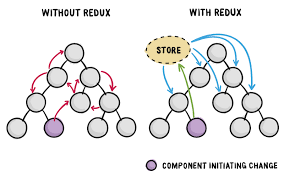 WITHOUT REDUX
WITH REDUX
STORE
COMPONENT INITIATING CHANGE